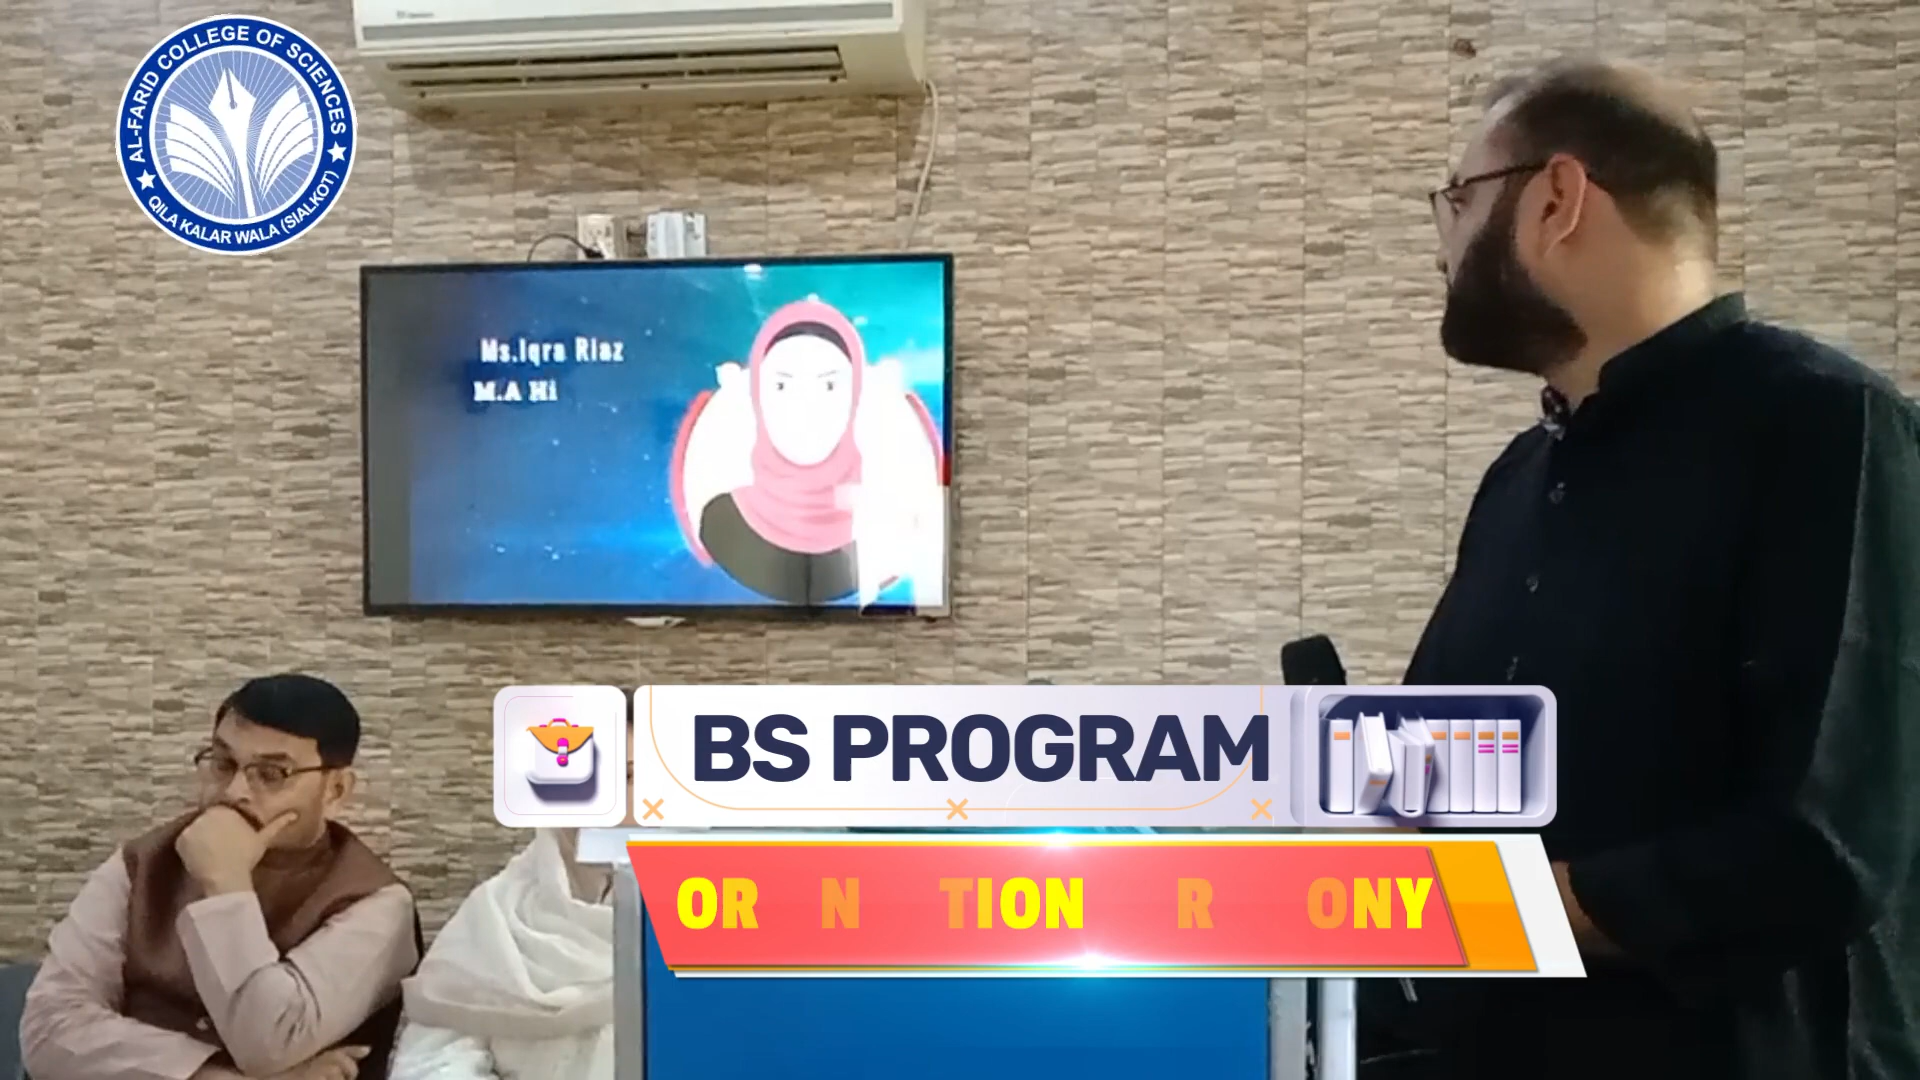 AL-FARID COLLEGE OF SCIENCES
QILA KALAR WALA (SIALKOT)
Ms.Iqra Riaz
M.A Hi
BS PROGRAM
OR N TION R ONY